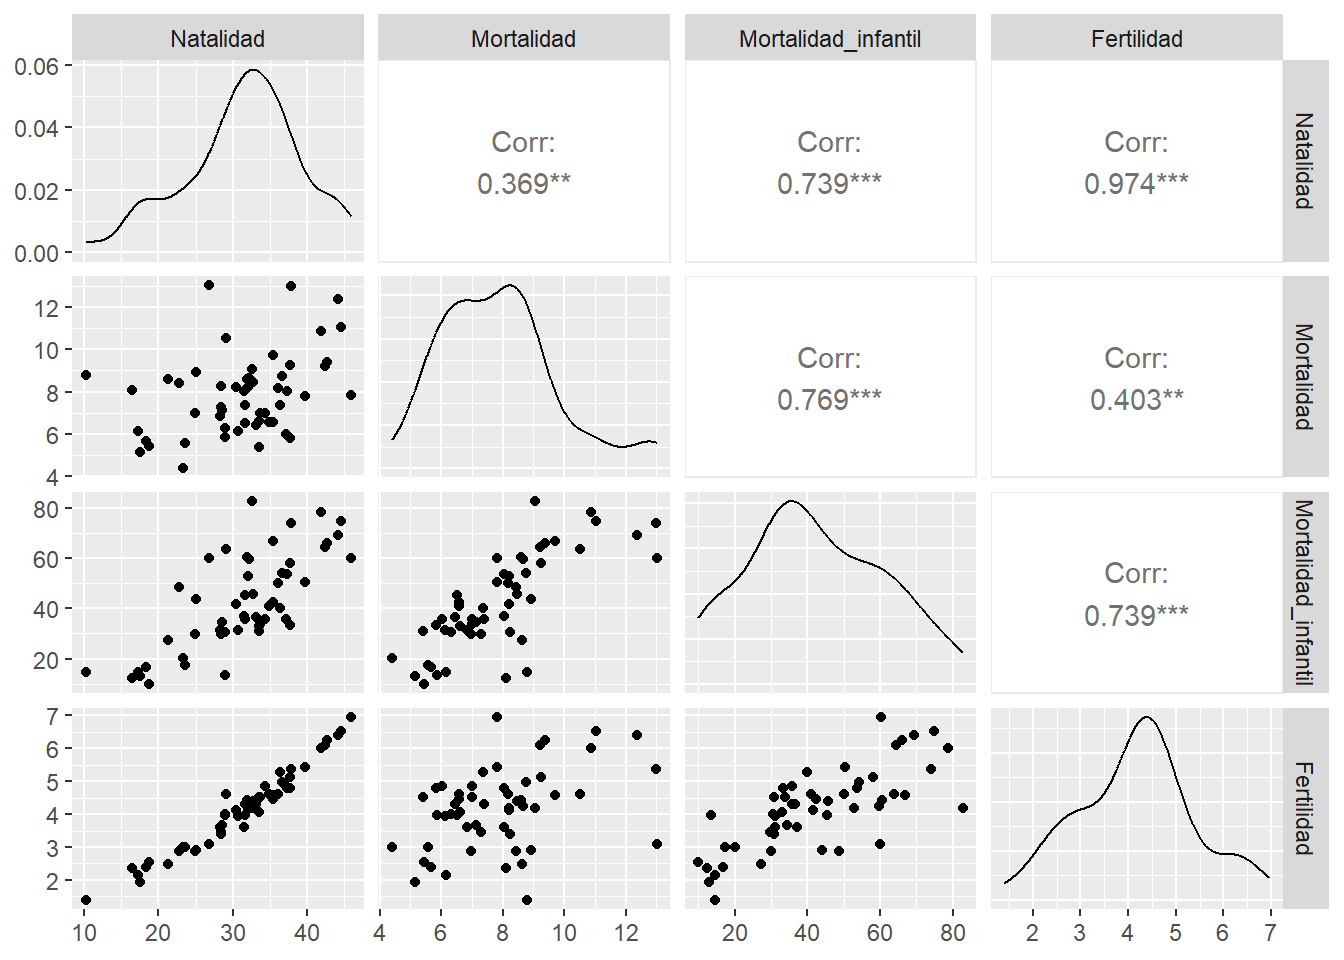 Natalidad
Mortalidad
Mortalidad_infantil
Fertilidad
0.06
0.04
0.02
0.00
Corr:
0.369**
Corr:
0.739***
Corr:
0.974***
Natalidad
12
10
8
6
4
Corr:
0.769***
Corr:
0.403**
Mortalidad
80
60
40
20
Corr:
0.739***
Mortalidad_infantil
7
6
5
4
3
2
Fertilidad
10 20 30 40
4 6 8 10 12
20 40 60 80
2 3 4 5 6 7